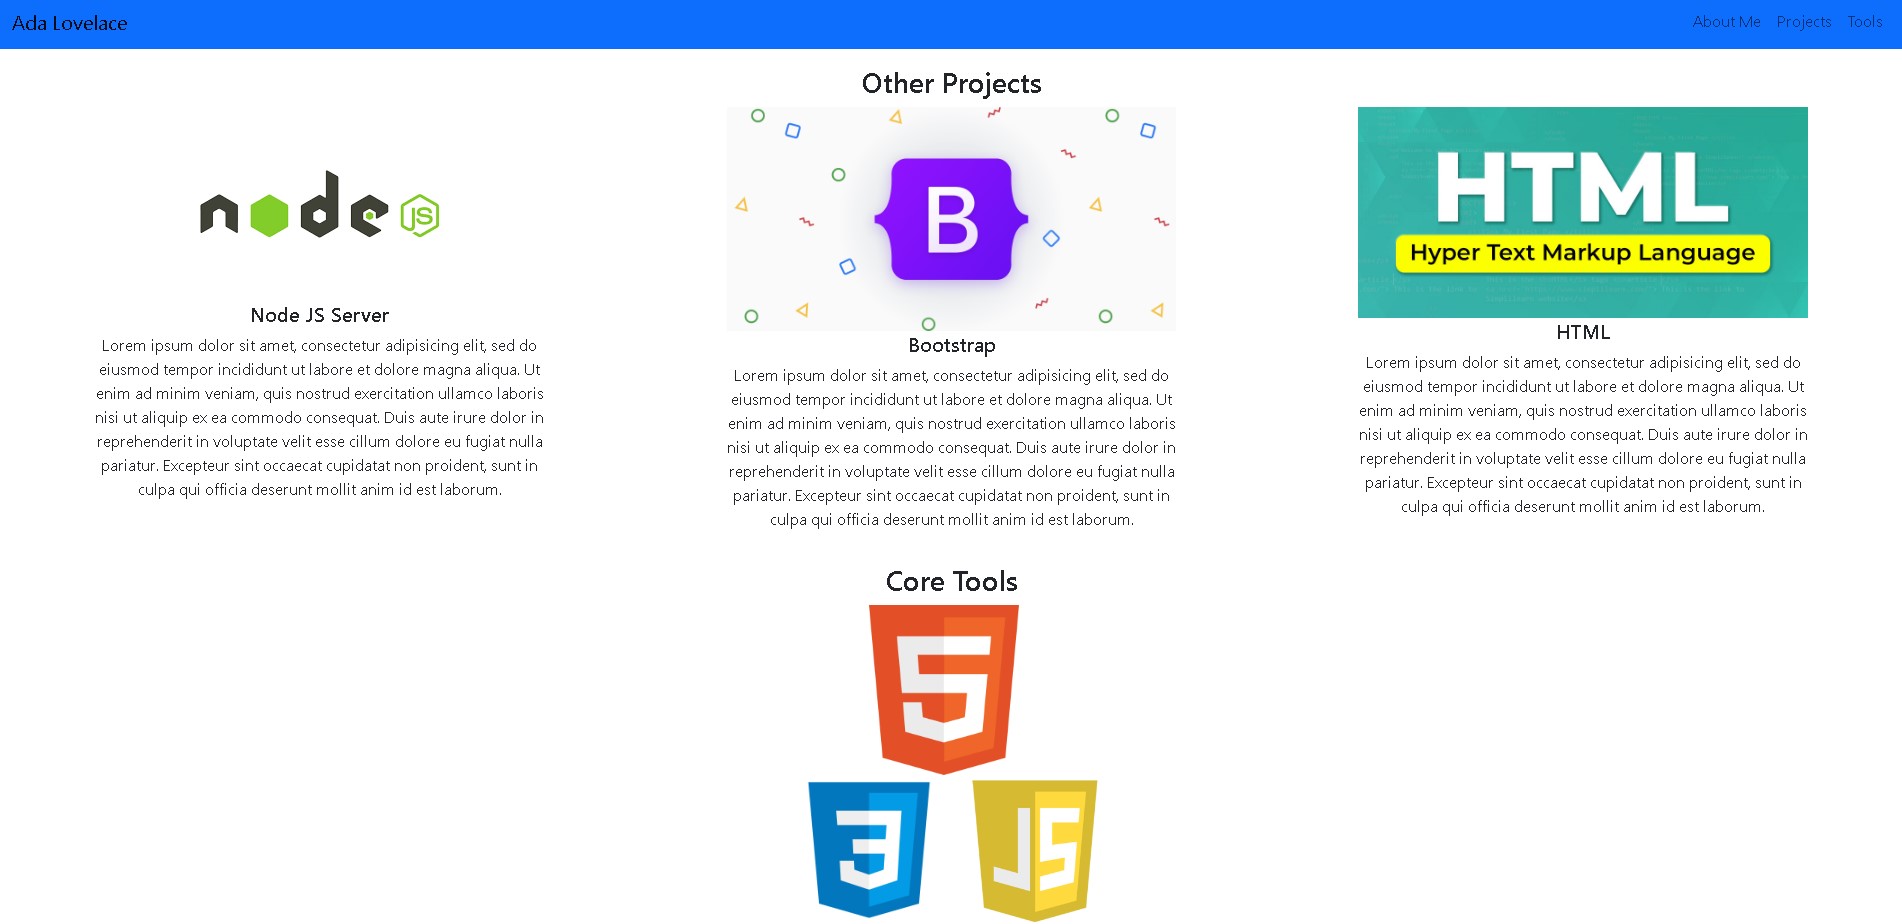 Ada Lovelace
About Me Projects Tools
Other Projects
node JS
Node JS Server
Lorem ipsum dolor sit amet, consectetur adipisicing elit, sed do
eiusmod tempor incididunt ut labore et dolore magna aliqua. Ut
enim ad minim veniam, quis nostrud exercitation ullamco laboris
nisi ut aliquip ex ea commodo consequat. Duis aute irure dolor in
reprehenderit in voluptate velit esse cillum dolore eu fugiat nulla
pariatur. Excepteur sint occaecat cupidatat non proident, sunt in
culpa qui officia deserunt mollit anim id est laborum.
B
Bootstrap
Lorem ipsum dolor sit amet, consectetur adipisicing elit, sed do
eiusmod tempor incididunt ut labore et dolore magna aliqua. Ut
enim ad minim veniam, quis nostrud exercitation ullamco laboris
nisi ut aliquip ex ea commodo consequat. Duis aute irure dolor in
reprehenderit in voluptate velit esse cillum dolore eu fugiat nulla
pariatur. Excepteur sint occaecat cupidatat non proident, sunt in
culpa qui officia deserunt mollit anim id est laborum.
HTML
Hyper Text Markup Language
HTML
Lorem ipsum dolor sit amet, consectetur adipisicing elit, sed do
eiusmod tempor incididunt ut labore et dolore magna aliqua. Ut
enim ad minim veniam, quis nostrud exercitation ullamco laboris
nisi ut aliquip ex ea commodo consequat. Duis aute irure dolor in
reprehenderit in voluptate velit esse cillum dolore eu fugiat nulla
pariatur. Excepteur sint occaecat cupidatat non proident, sunt in
culpa qui officia deserunt mollit anim id est laborum.
Core Tools
5
3
JS